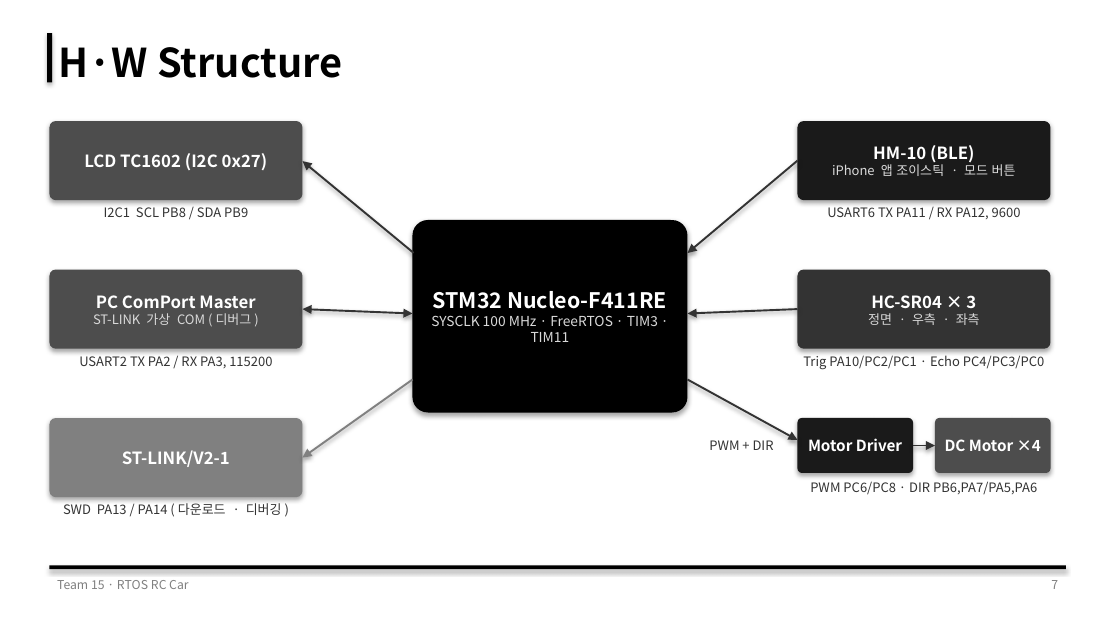 H·W Structure
LCD TC1602 (I2C 0x27)
I2C1 SCL PB8 / SDA PB9
PC ComPort Master
ST-LINK 가상 COM ( 디버그 )
USART2 TX PA2 / RX PA3, 115200
ST-LINK/V2-1
SWD PA13 / PA14 ( 다운로드 · 디버깅 )
STM32 Nucleo-F411RE
SYSCLK 100 MHz · FreeRTOS · TIM3 ·
TIM11
HM-10 (BLE)
iPhone 앱 조이스틱 · 모드 버튼
USART6 TX PA11 / RX PA12, 9600
HC-SR04 × 3
정면 · 우측 · 좌측
Trig PA10/PC2/PC1 · Echo PC4/PC3/PC0
PWM + DIR
Motor Driver
DC Motor ×4
PWM PC6/PC8 · DIR PB6,PA7/PA5,PA6
Team 15 · RTOS RC Car
7